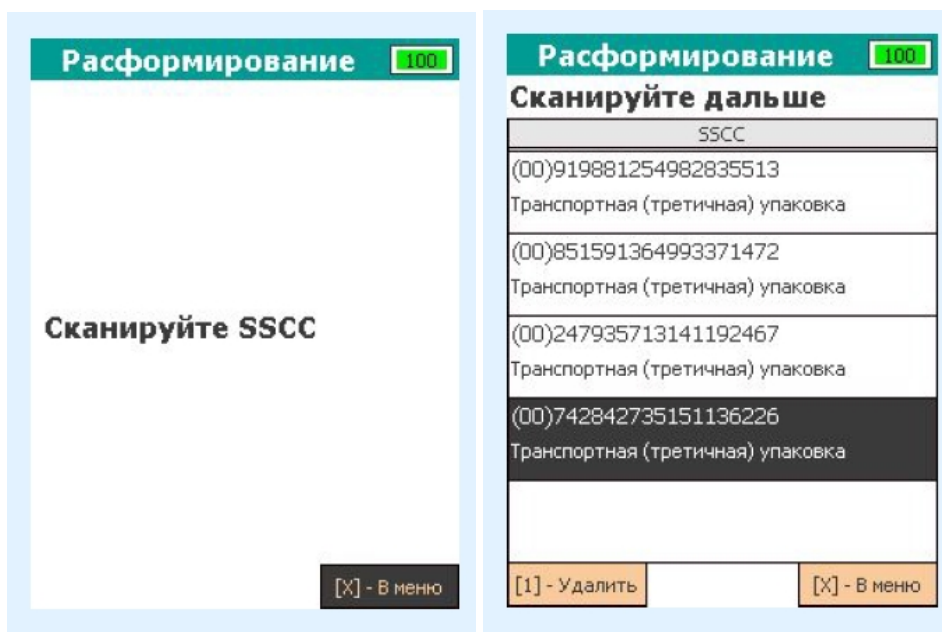 Расформирование 100
Сканируйте SSCC
[X] - В меню
Расформирование 100
Сканируйте дальше
SSCC
(00)919881254982835513
Транспортная (третичная) упаковка
(00)851591364993371472
Транспортная (третичная) упаковка
(00)247935713141192467
Транспортная (третичная) упаковка
(00)742842735151136226
Транспортная (третичная) упаковка
[1] - Удалить
[X] - В меню